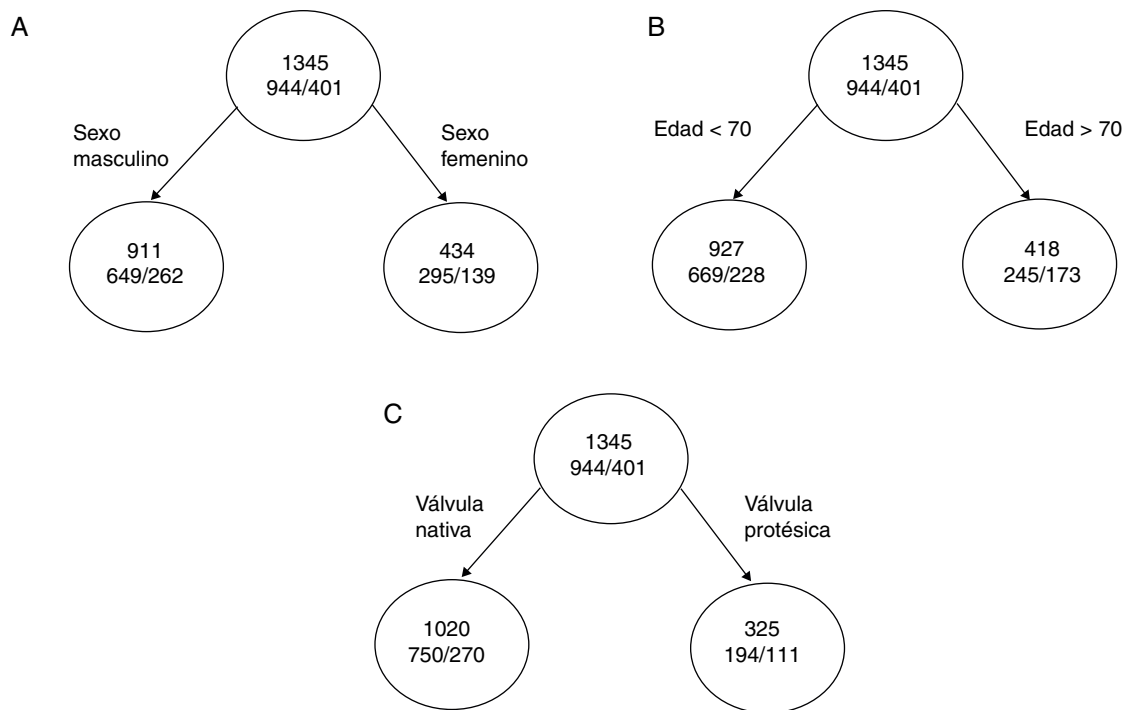 A
1345
944/401
Sexo
masculino
Sexo
femenino
911
649/262
434
295/139
B
1345
944/401
Edad < 70
Edad > 70
927
669/228
418
245/173
C
1345
944/401
Válvula
nativa
Válvula
protésica
1020
750/270
325
194/111